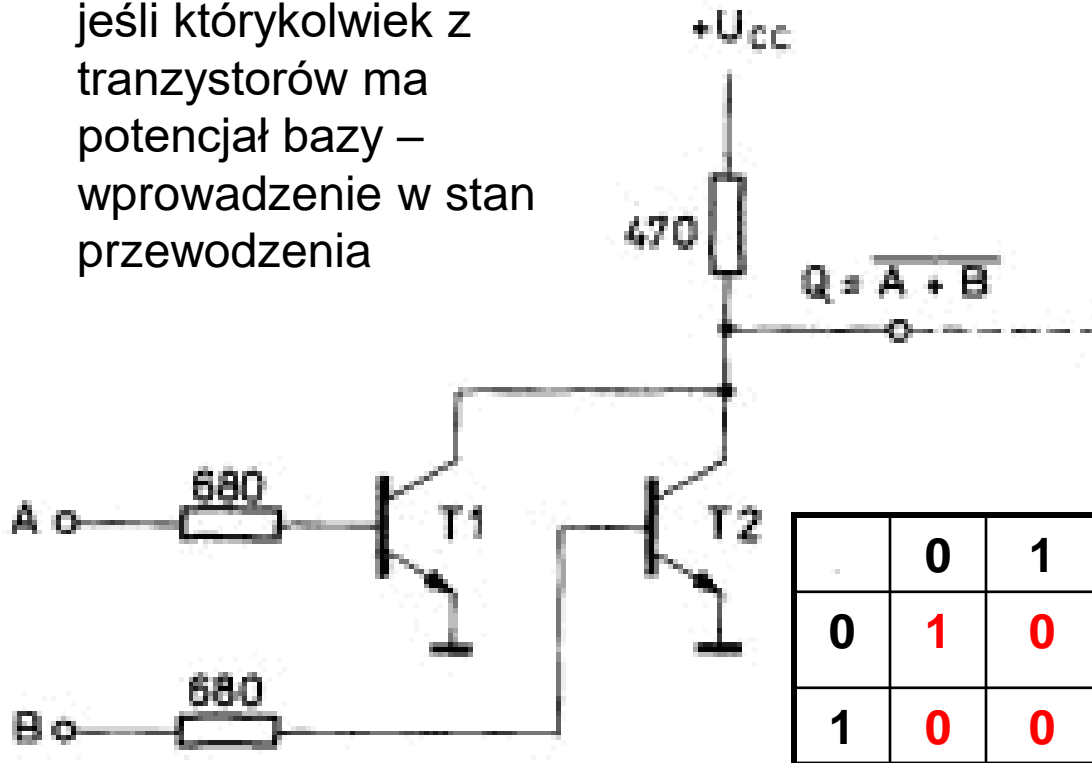 jeśli którykolwiek z
tranzystorów ma
potencjał bazy –
wprowadzenie w stan
przewodzenia
+UCC
470
Q = A + B
A
680
T1
T2
B
680
0 1
0 1 0
1 0 0